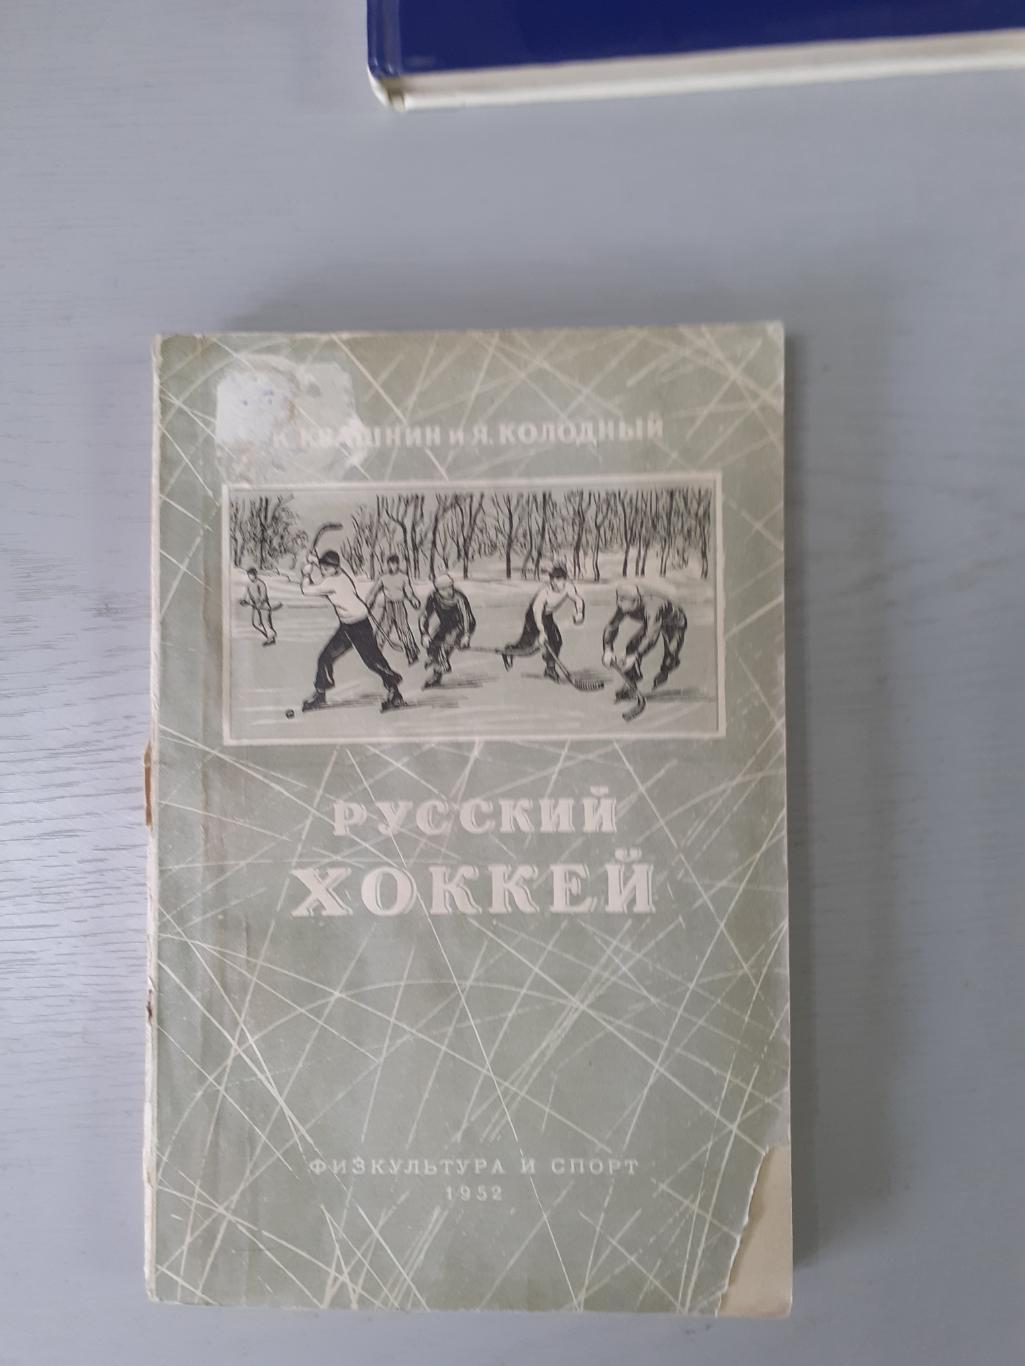 К. КВАШНИН и Я. КОЛОДНЫЙ
РУССКИЙ
ХОККЕЙ
ФИЗКУЛЬТУРА И СПОРТ
1952